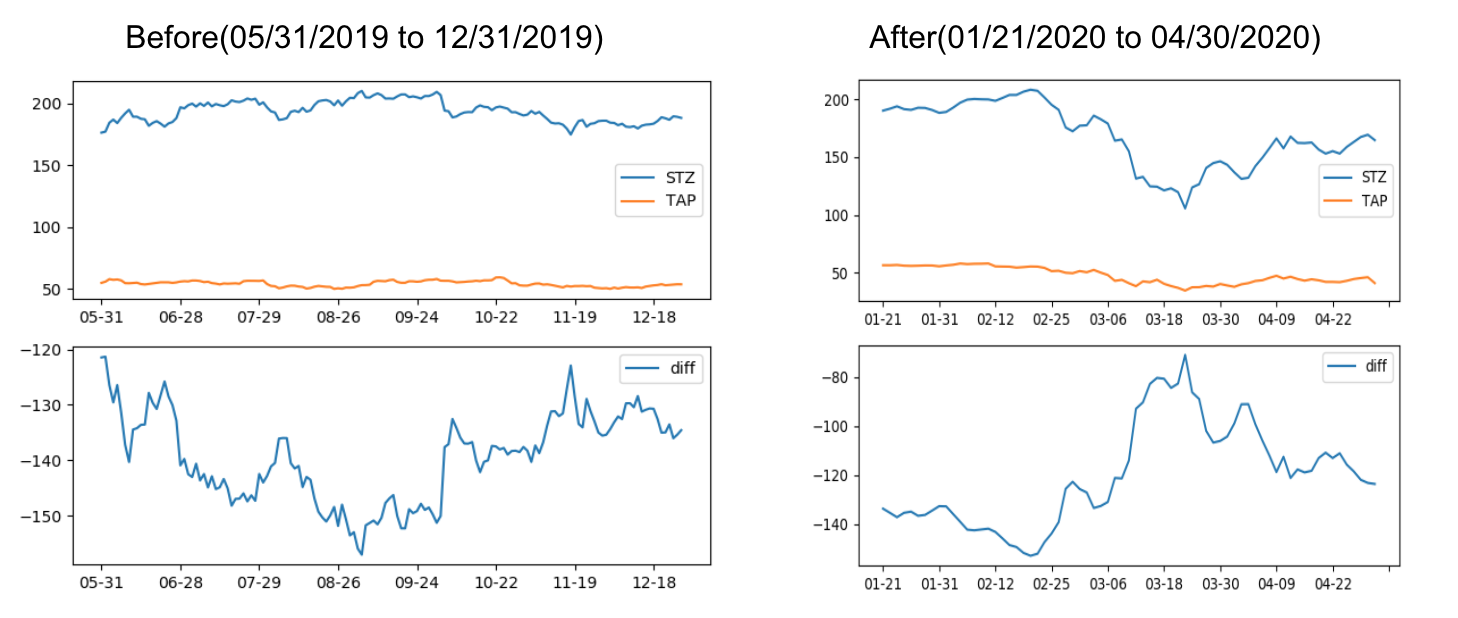 Before(05/31/2019 to 12/31/2019)
200
150
100
50
STZ
TAP
05-31 06-28 07-29 08-26 09-24 10-22 11-19 12-18
−120
−130
−140
−150
diff
05-31 06-28 07-29 08-26 09-24 10-22 11-19 12-18
After(01/21/2020 to 04/30/2020)
200
150
100
50
STZ
TAP
01-21 01-31 02-12 02-25 03-06 03-18 03-30 04-09 04-22
−80
−100
−120
−140
diff
01-21 01-31 02-12 02-25 03-06 03-18 03-30 04-09 04-22